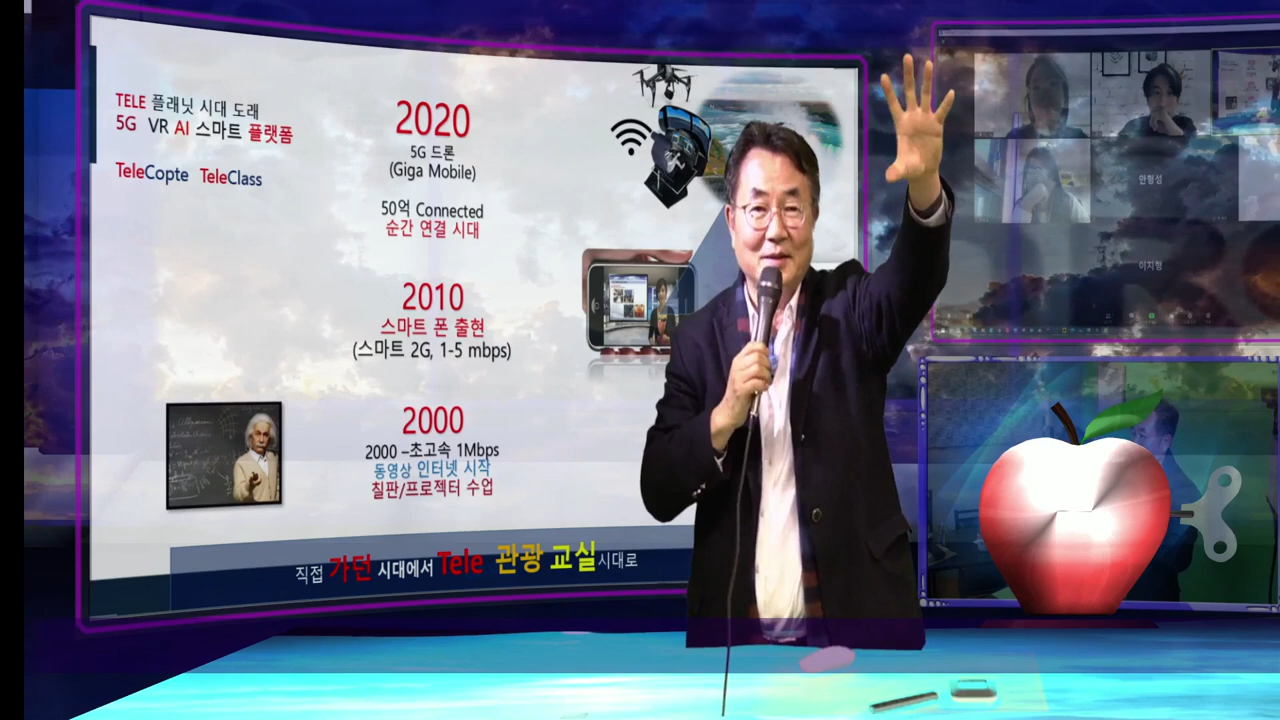 TELE 플래닛 시대 도래
5G VR AI 스마트 플랫폼
TeleCopte TeleClass
2020
5G 드론
(Giga Mobile)
50억 Connected
순간 연결 시대
2010
스마트 폰 출현
(스마트 2G, 1-5 mbps)
2000
2000 –초고속 1Mbps
동영상 인터넷 시작
칠판/프로젝터 수업
직접 가던 시대에서 Tele 관광 교실시대로
안형성
이지형